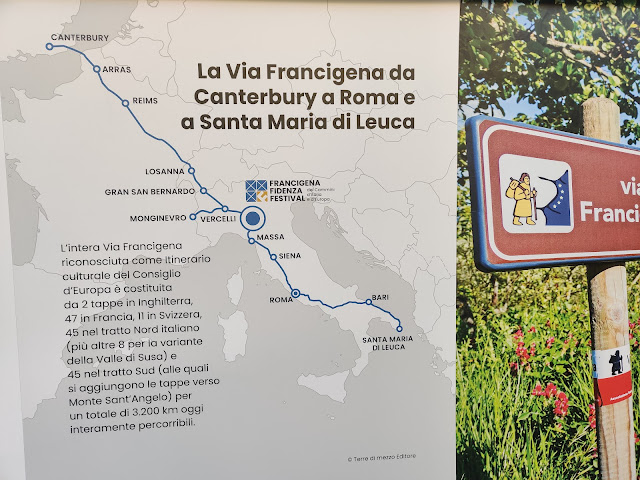 La Via Francigena da
Canterbury a Roma e
a Santa Maria di Leuca
CANTERBURY
ARRAS
REIMS
LOSANNA
GRAN SAN BERNARDO
MONGINEVRO
VERCELLI
FRANCIGENA
FIDENZA
FESTIVAL
MASSA
SIENA
ROMA
BARI
SANTA MARIA
DI LEUCA
L'intera Via Francigena
riconosciuta come itinerario
culturale del Consiglio
d'Europa è costituita
da 2 tappe in Inghilterra,
47 in Francia, 11 in Svizzera,
45 nel tratto Nord italiano
(più altre 8 per la variante
della Valle di Susa) e
45 nel tratto Sud (alle quali
si aggiungono le tappe verso
Monte Sant'Angelo) per
un totale di 3.200 km oggi
interamente percorribili.
© Terre di mezzo Editore
via
Franci